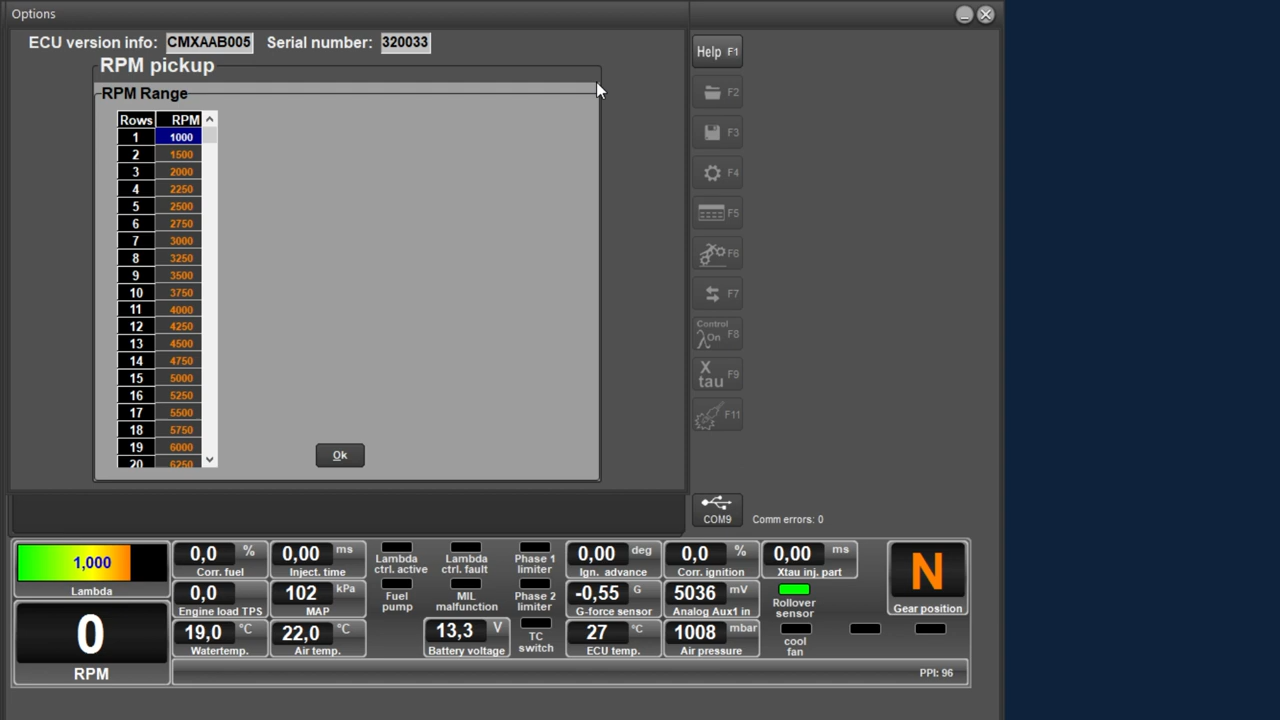 Options
ECU version info: CMXAAB005 Serial number: 320033
RPM pickup
RPM Range
Rows RPM
1 1000
2 1500
3 2000
4 2250
5 2500
6 2750
7 3000
8 3250
9 3500
10 3750
11 4000
12 4250
13 4500
14 4750
15 5000
16 5250
17 5500
18 5750
19 6000
20 6250
Ok
Help F1
F2
F3
F4
F5
F6
F7
Control
λOn F8
X
tau F9
F11
COM9 Comm errors: 0
1,000
Lambda
0
RPM
0,0 %
Corr. fuel
0,00 ms
Inject. time
0,0
Engine load TPS
102 kPa
MAP
19,0 °C
Watertemp.
22,0 °C
Air temp.
Lambda
ctrl. active
Lambda
ctrl. fault
Phase 1
limiter
Fuel
pump
MIL
malfunction
Phase 2
limiter
13,3 V
Battery voltage
TC
switch
0,00 deg
Ign. advance
0,0 %
Corr. ignition
0,00 ms
Xtau inj. part
-0,55 G
G-force sensor
5036 mV
Analog Aux1 in
Rollover
sensor
27 °C
ECU temp.
1008 mbar
Air pressure
cool
fan
N
Gear position
PPI: 96